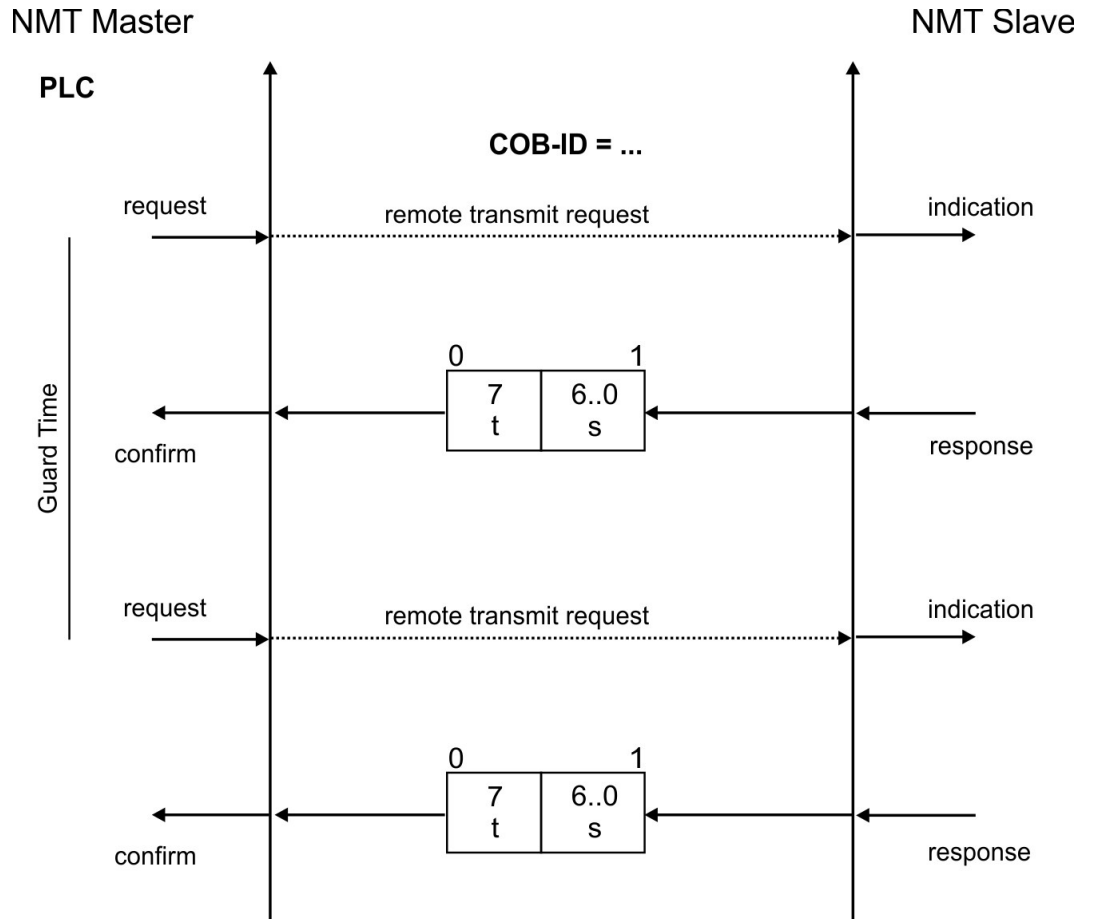 NMT Master
NMT Slave
PLC
COB-ID = ...
request
remote transmit request
indication
0
1
7
6..0
t
s
confirm
response
Guard Time
request
remote transmit request
indication
0
1
7
6..0
t
s
confirm
response